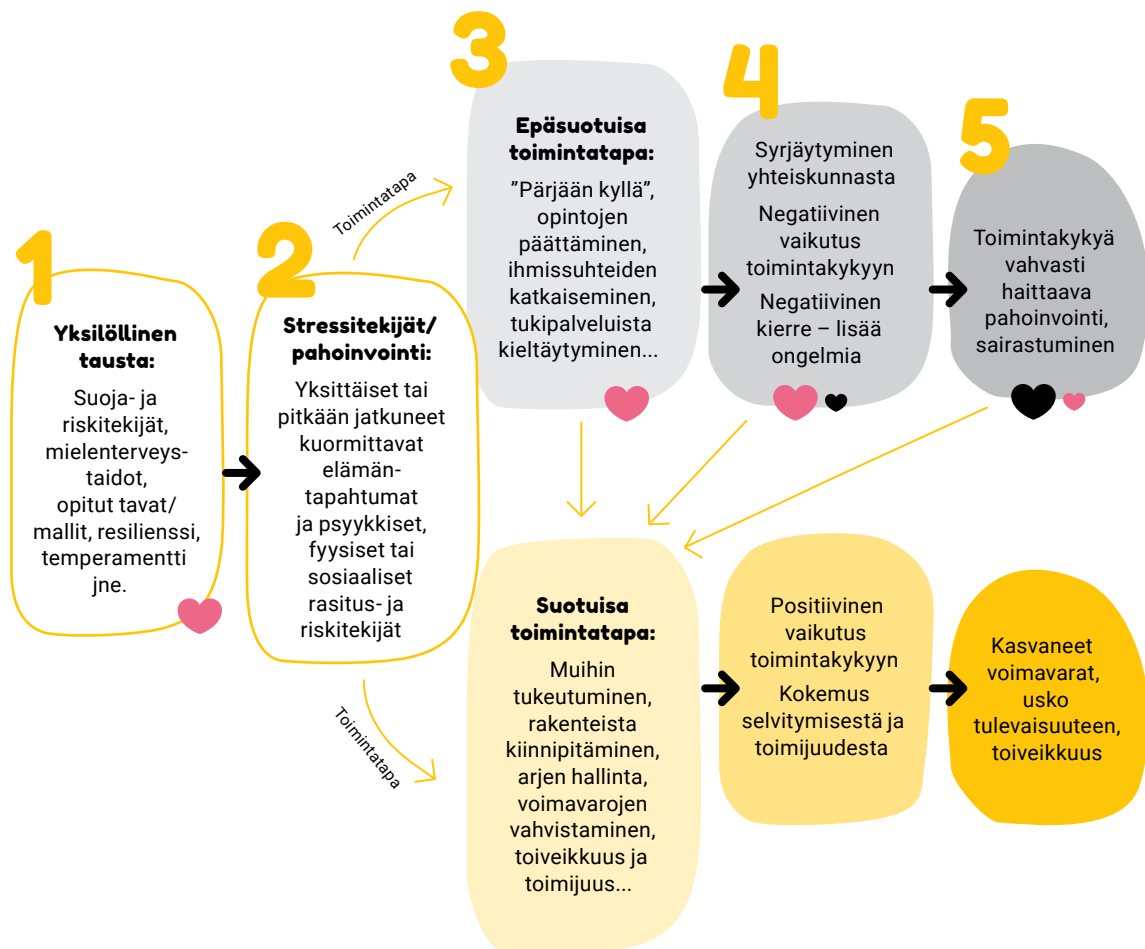 1
Yksilöllinen
tausta:
Suoja- ja
riskitekijät,
mielenterveys-
taidot,
opitut tavat/
mallit, resilienssi,
temperamentti
jne.
2
Stressitekijät/
pahoinvointi:
Yksittäiset tai
pitkään jatkuneet
kuormittavat
elämän-
tapahtumat
ja psyykkiset,
fyysiset tai
sosiaaliset
rasitus- ja
riskitekijät
Toimintatapa
3
Epäsuotuisa
toimintatapa:
”Pärjään kyllä”,
opintojen
päättäminen,
ihmissuhteiden
katkaiseminen,
tukipalveluista
kieltäytyminen...
4
Syrjäytyminen
yhteiskunnasta
Negatiivinen
vaikutus
toimintakykyyn
Negatiivinen
kierre – lisää
ongelmia
5
Toimintakykyä
vahvasti
haittaava
pahoinvointi,
sairastuminen
Toimintatapa
Suotuisa
toimintatapa:
Muihin
tukeutuminen,
rakenteista
kiinnipitäminen,
arjen hallinta,
voimavarojen
vahvistaminen,
toiveikkuus ja
toimijuus...
Positiivinen
vaikutus
toimintakykyyn
Kokemus
selvitymisestä ja
toimijuudesta
Kasvaneet
voimavarat,
usko
tulevaisuuteen,
toiveikkuus